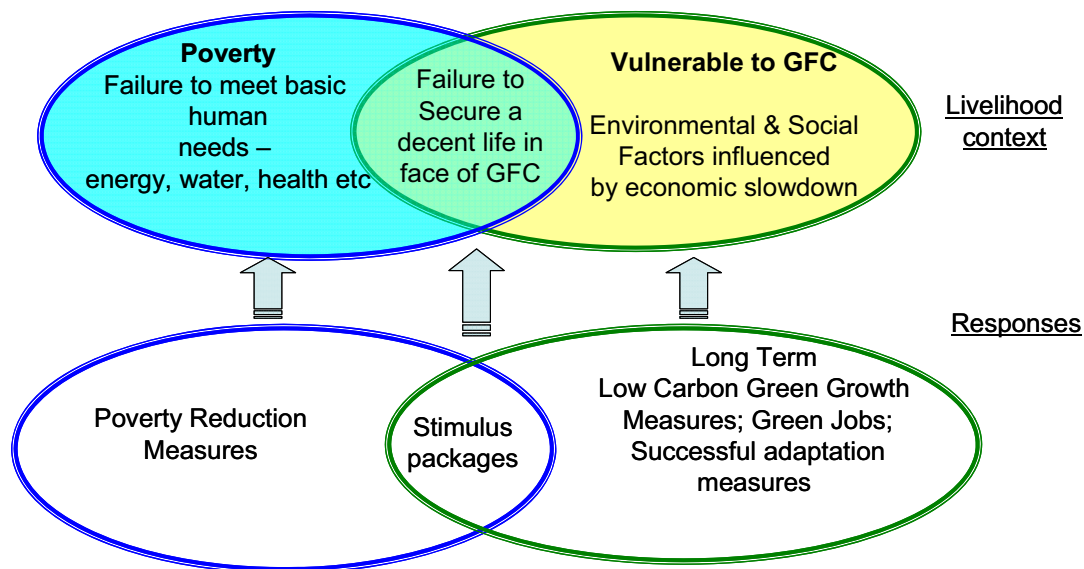 Poverty
Failure to meet basic
human
needs –
energy, water, health etc
Failure to
Secure a
decent life in
face of GFC
Vulnerable to GFC
Environmental & Social
Factors influenced
by economic slowdown
Livelihood
context
Responses
Poverty Reduction
Measures
Stimulus
packages
Long Term
Low Carbon Green Growth
Measures; Green Jobs;
Successful adaptation
measures